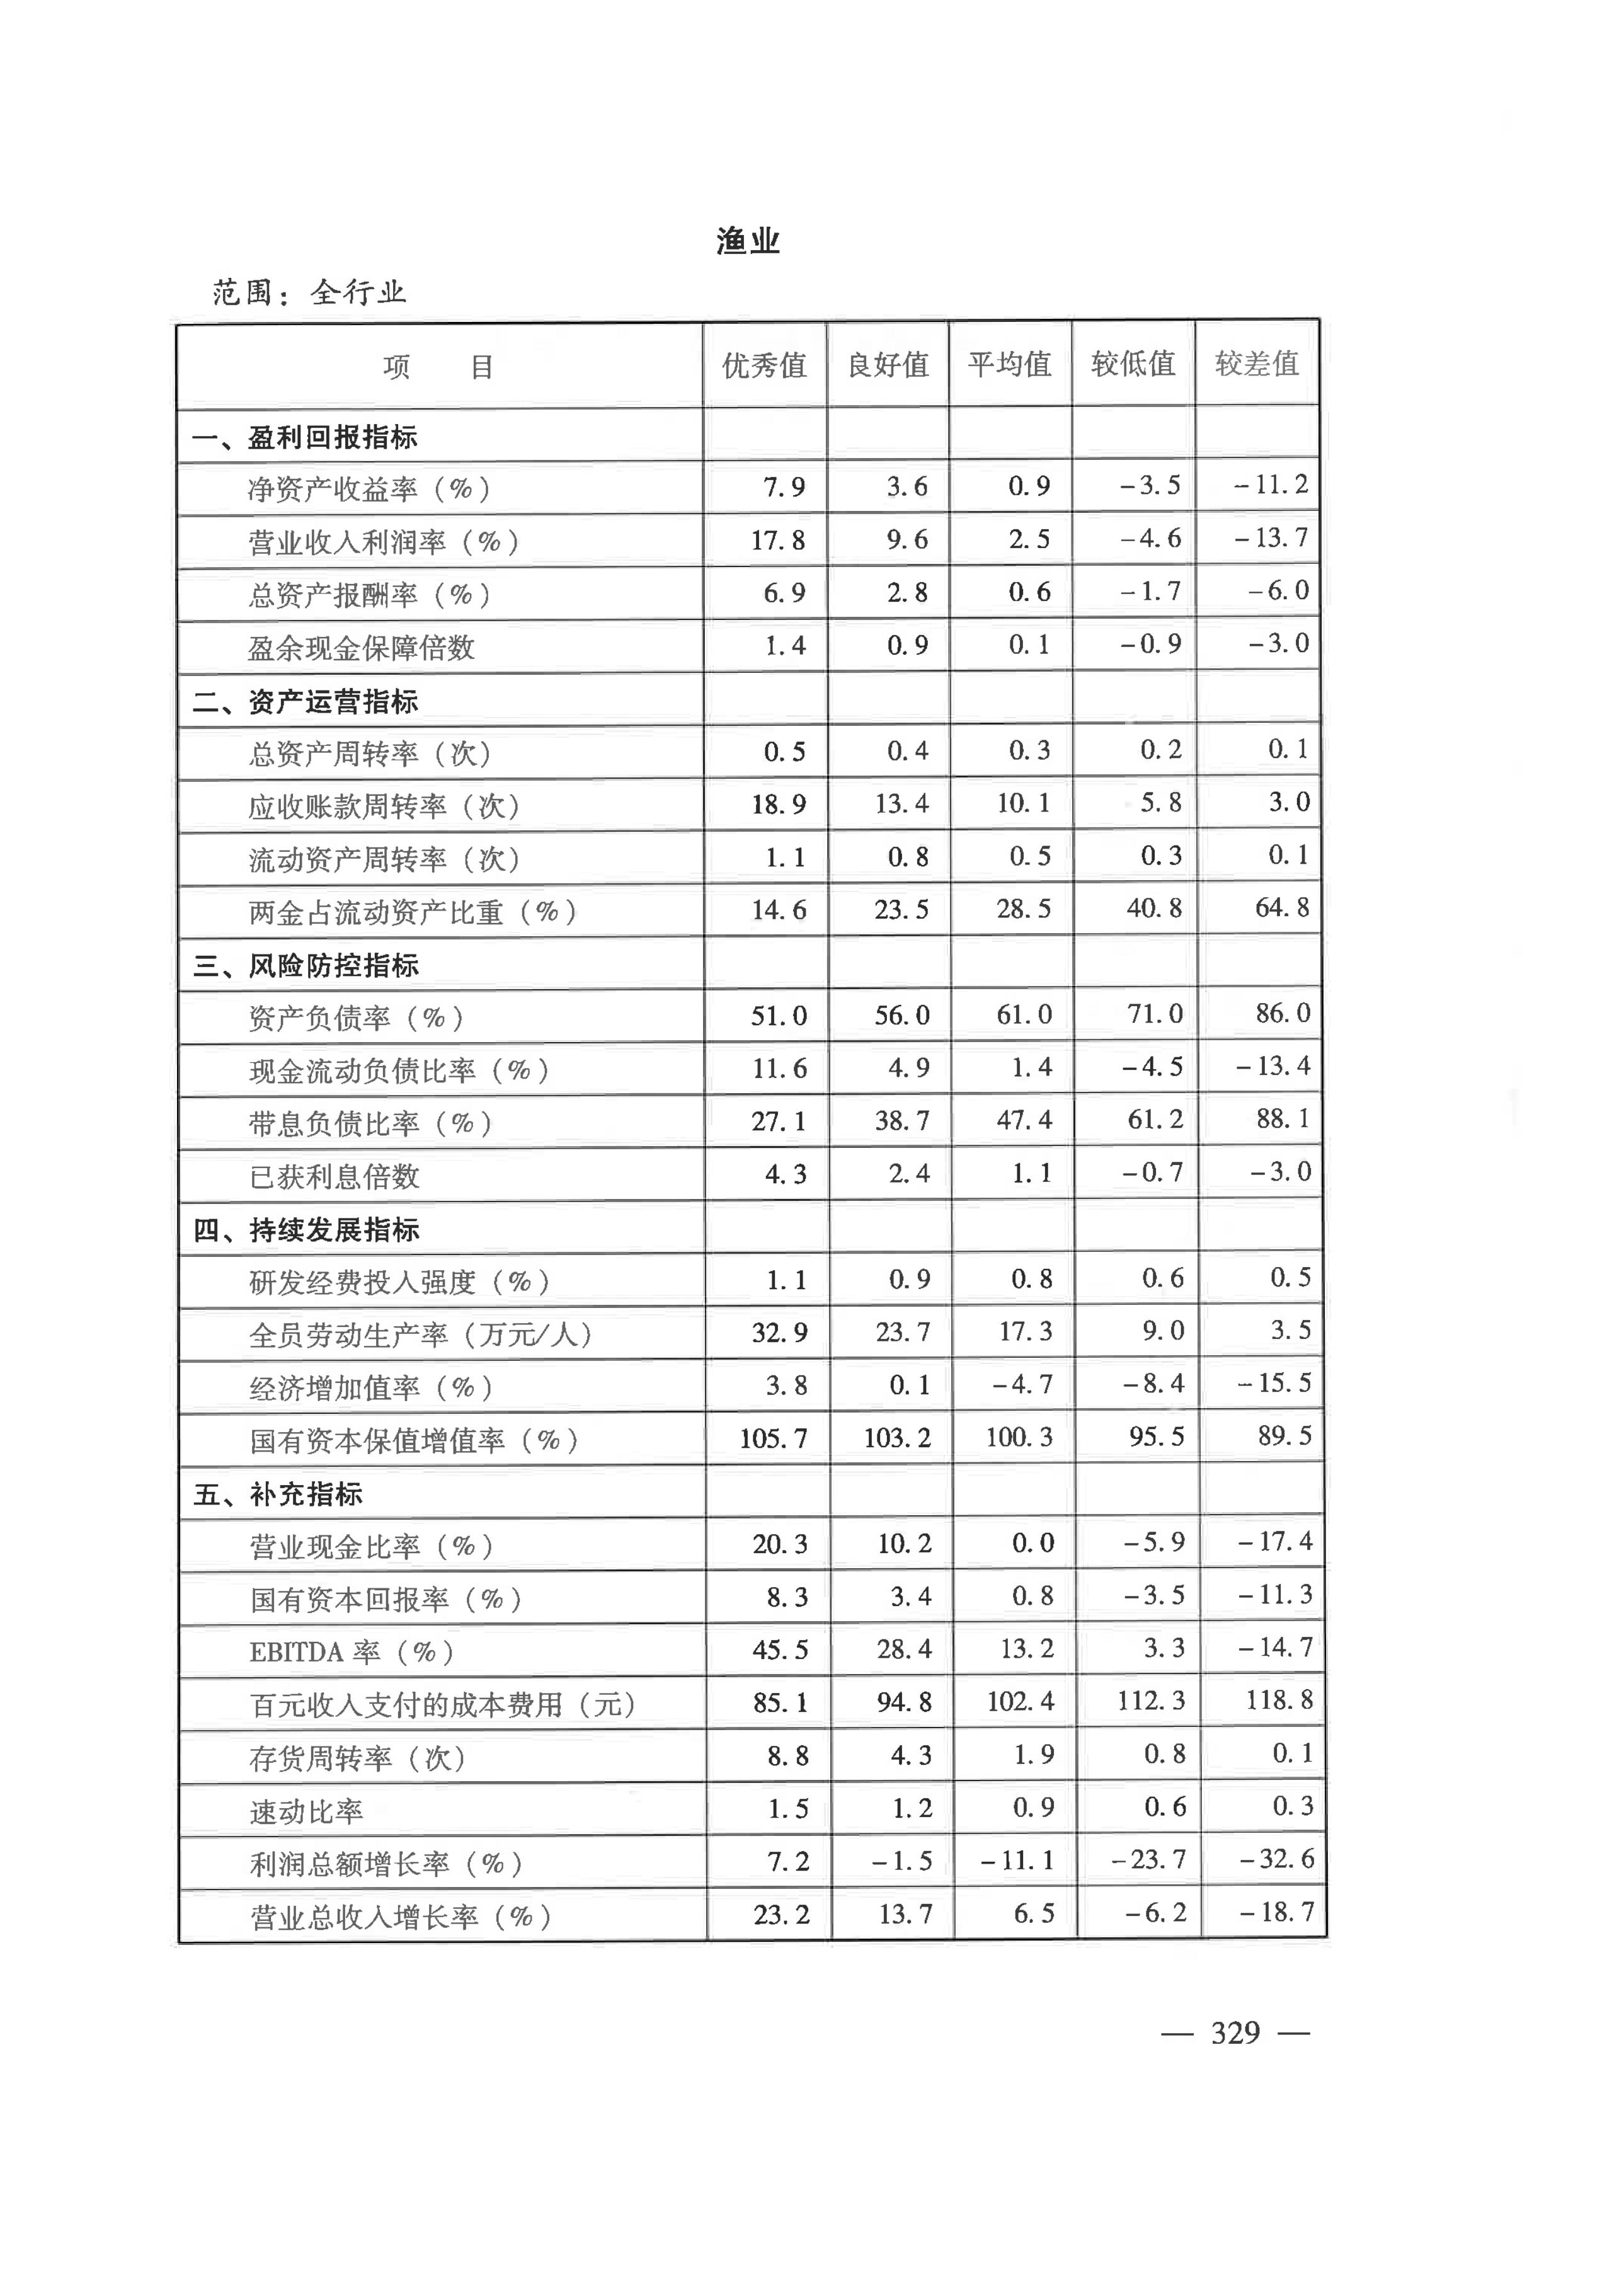 渔业
范围：全行业
项 目 优秀值 良好值 平均值 较低值 较差值
一、盈利回报指标
净资产收益率（%） 7.9 3.6 0.9 -3.5 -11.2
营业收入利润率（%） 17.8 9.6 2.5 -4.6 -13.7
总资产报酬率（%） 6.9 2.8 0.6 -1.7 -6.0
盈余现金保障倍数 1.4 0.9 0.1 -0.9 -3.0
二、资产运营指标
总资产周转率（次） 0.5 0.4 0.3 0.2 0.1
应收账款周转率（次） 18.9 13.4 10.1 5.8 3.0
流动资产周转率（次） 1.1 0.8 0.5 0.3 0.1
两金占流动资产比重（%） 14.6 23.5 28.5 40.8 64.8
三、风险防控指标
资产负债率（%） 51.0 56.0 61.0 71.0 86.0
现金流动负债比率（%） 11.6 4.9 1.4 -4.5 -13.4
带息负债比率（%） 27.1 38.7 47.4 61.2 88.1
已获利息倍数 4.3 2.4 1.1 -0.7 -3.0
四、持续发展指标
研发经费投入强度（%） 1.1 0.9 0.8 0.6 0.5
全员劳动生产率（万元/人） 32.9 23.7 17.3 9.0 3.5
经济增加值率（%） 3.8 0.1 -4.7 -8.4 -15.5
国有资本保值增值率（%） 105.7 103.2 100.3 95.5 89.5
五、补充指标
营业现金比率（%） 20.3 10.2 0.0 -5.9 -17.4
国有资本回报率（%） 8.3 3.4 0.8 -3.5 -11.3
EBITDA 率（%） 45.5 28.4 13.2 3.3 -14.7
百元收入支付的成本费用（元） 85.1 94.8 102.4 112.3 118.8
存货周转率（次） 8.8 4.3 1.9 0.8 0.1
速动比率 1.5 1.2 0.9 0.6 0.3
利润总额增长率（%） 7.2 -1.5 -11.1 -23.7 -32.6
营业总收入增长率（%） 23.2 13.7 6.5 -6.2 -18.7
— 329 —